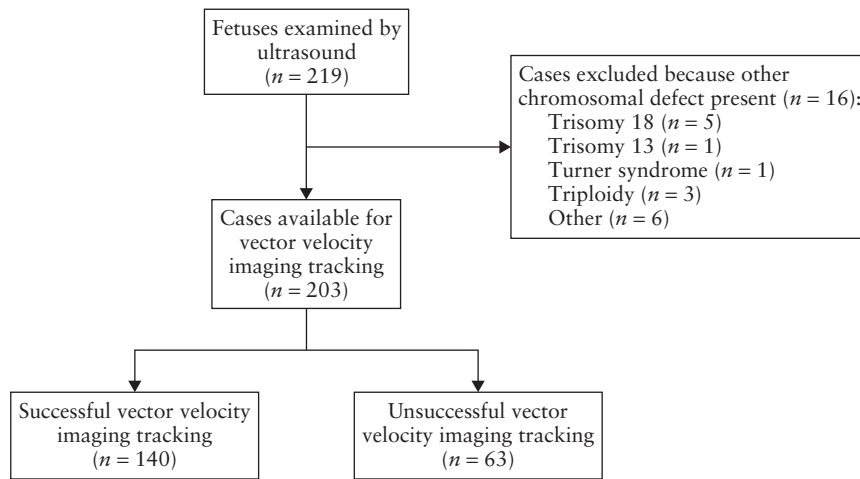 Fetuses examined by
ultrasound
(n = 219)
Cases excluded because other
chromosomal defect present (n = 16):
Trisomy 18 (n = 5)
Trisomy 13 (n = 1)
Turner syndrome (n = 1)
Triploidy (n = 3)
Other (n = 6)
Cases available for
vector velocity
imaging tracking
(n = 203)
Successful vector velocity
imaging tracking
(n = 140)
Unsuccessful vector
velocity imaging tracking
(n = 63)